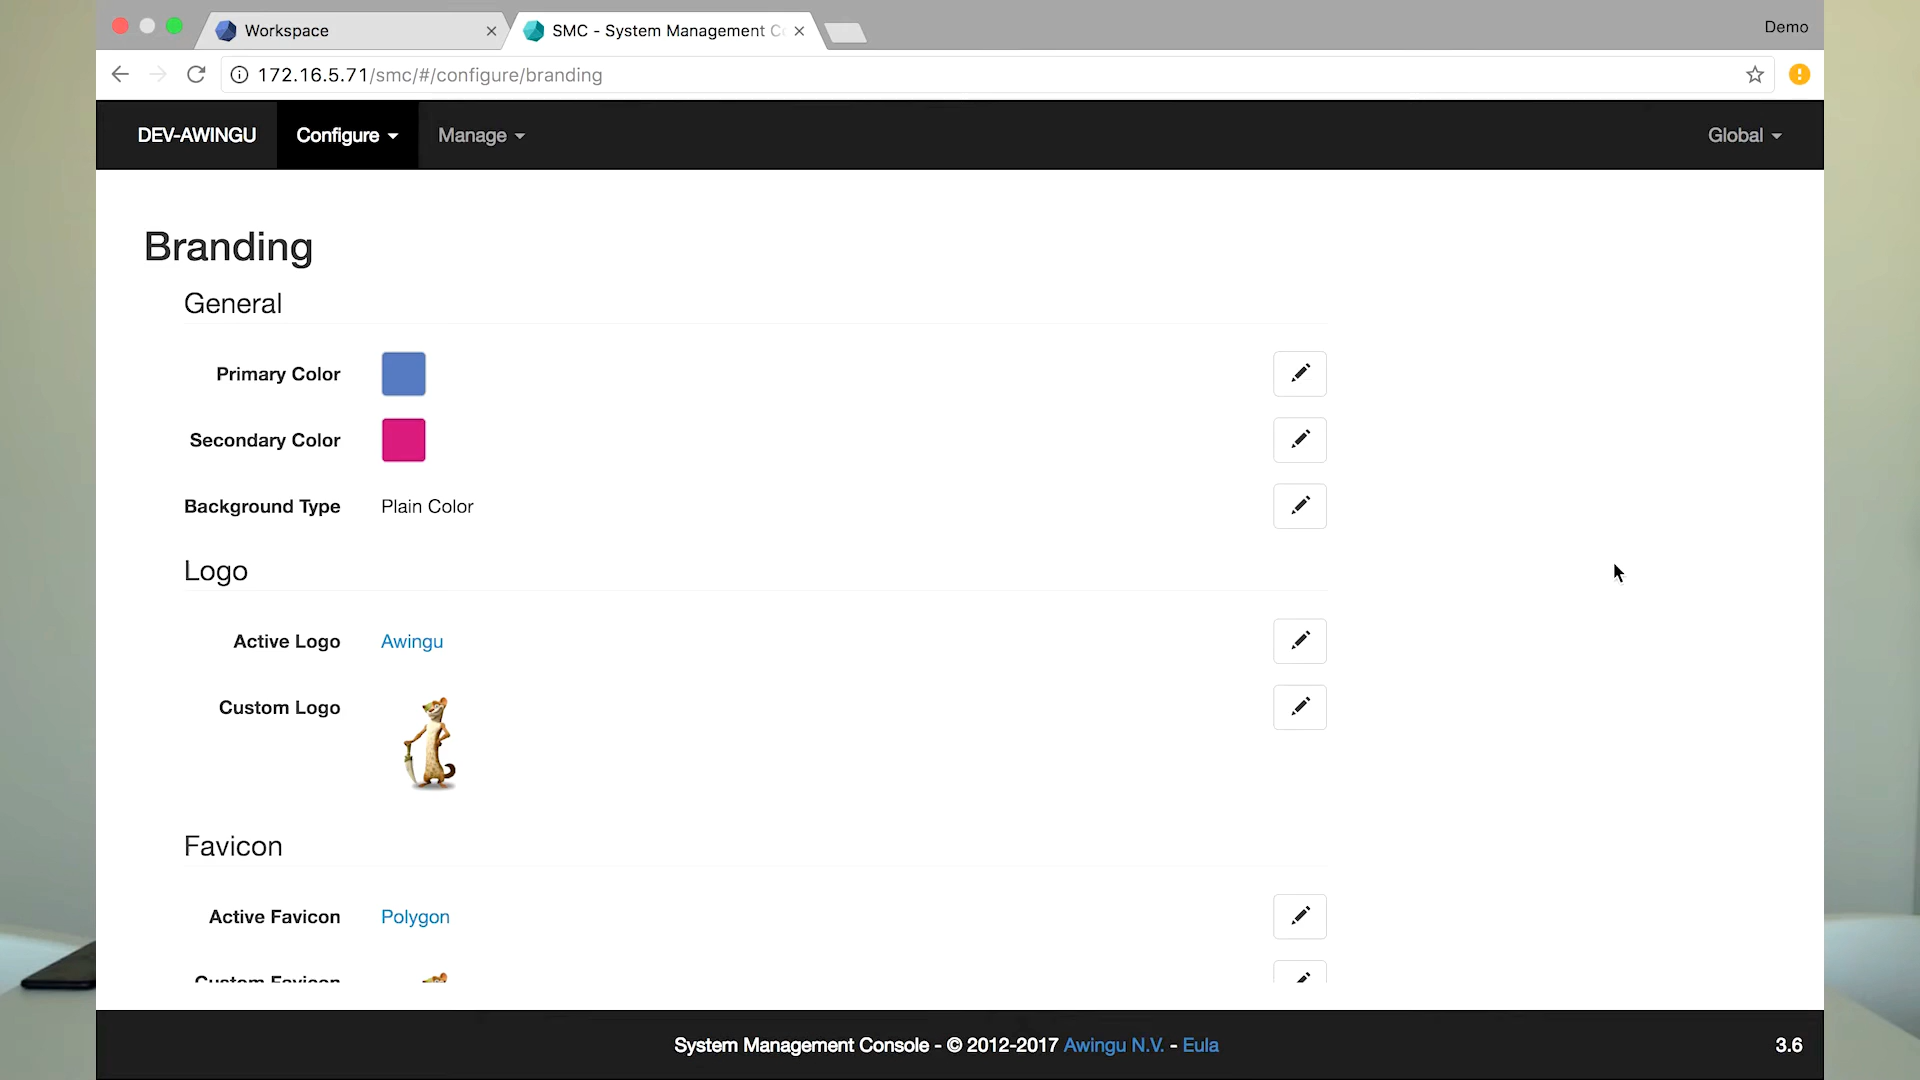 Workspace
SMC - System Management C
Demo
172.16.5.71/smc/#/configure/branding
DEV-AWINGU
Configure
Manage
Global
Branding
General
Primary Color
Secondary Color
Background Type
Plain Color
Logo
Active Logo
Awingu
Custom Logo
Favicon
Active Favicon
Polygon
Custom Favicon
System Management Console - © 2012-2017 Awingu N.V. - Eula
3.6